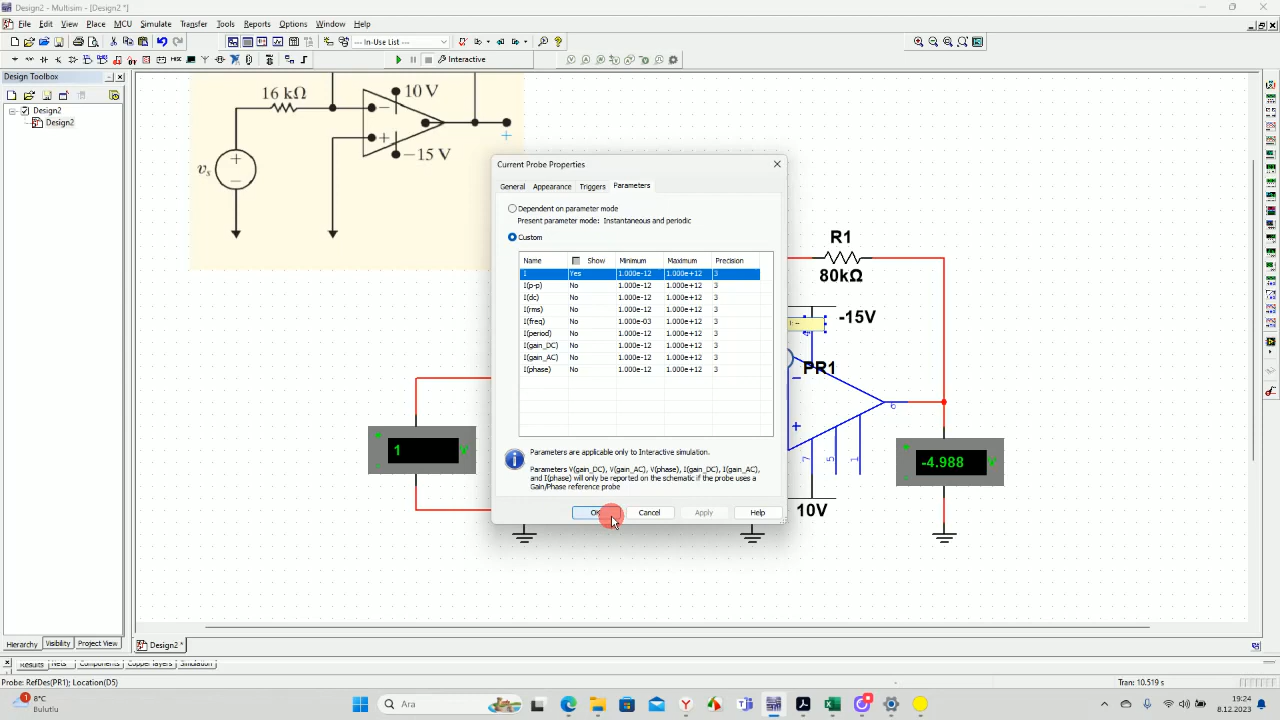 Design2 - Multisim - [Design2 *]
File Edit View Place MCU Simulate Transfer Tools Reports Options Window Help
--- In-Use List ---
Interactive
Design Toolbox
Design2
Design2
16 kΩ
10 V
−15 V
vs
Current Probe Properties
General Appearance Triggers Parameters
Dependent on parameter mode
Present parameter mode: Instantaneous and periodic
Custom
Name Show Minimum Maximum Precision
I Yes 1.000e-12 1.000e+12 3
I(p-p) No 1.000e-12 1.000e+12 3
I(dc) No 1.000e-12 1.000e+12 3
I(rms) No 1.000e-12 1.000e+12 3
I(freq) No 1.000e-03 1.000e+12 3
I(period) No 1.000e-12 1.000e+12 3
I(gain_DC) No 1.000e-12 1.000e+12 3
I(gain_AC) No 1.000e-12 1.000e+12 3
I(phase) No 1.000e-12 1.000e+12 3
Parameters are applicable only to Interactive simulation.
Parameters V(gain_DC), V(gain_AC), V(phase), I(gain_DC), I(gain_AC),
and I(phase) will only be reported on the schematic if the probe uses a
Gain/Phase reference probe
OK Cancel Apply Help
R1
80kΩ
-15V
I: --
PR1
6
7 5 1
10V
1
-4.988
Hierarchy Visibility Project View
Design2 *
Results Nets Components Copper layers Simulation
Probe: RefDes(PR1); Location(D5)
Tran: 10.519 s
8°C
Bulutlu
Ara
19:24
8.12.2023